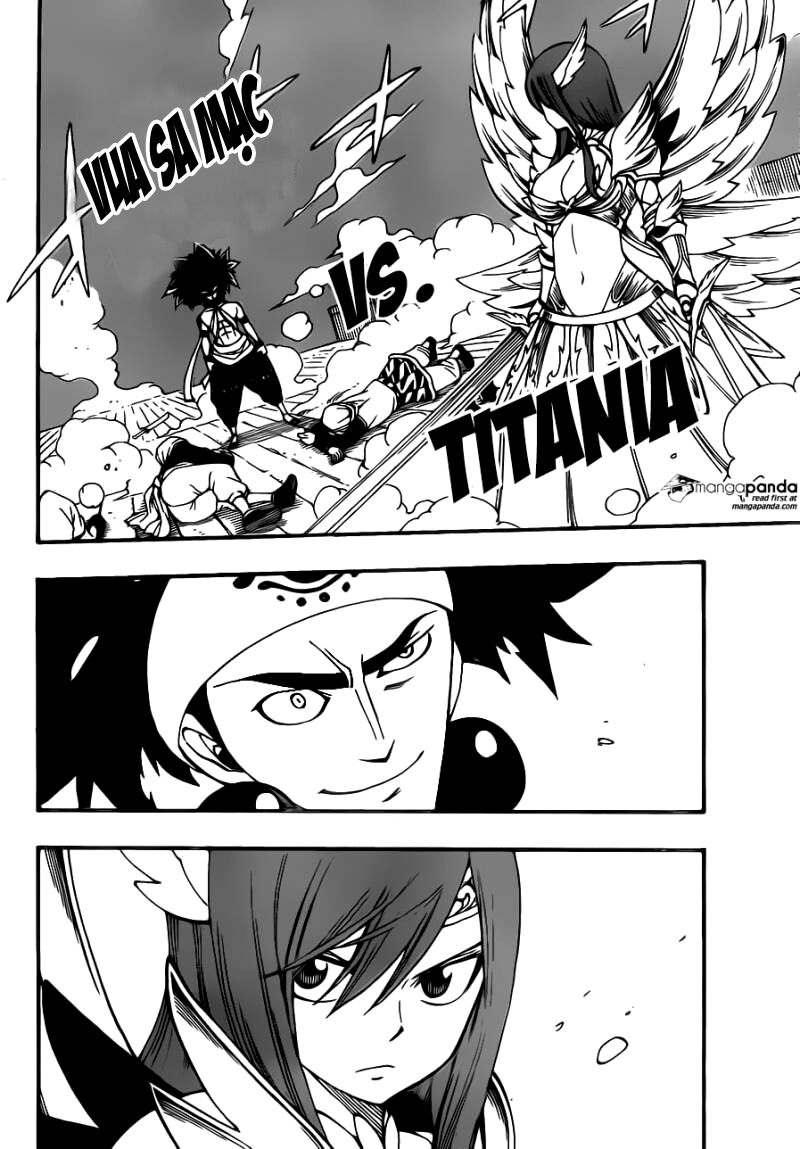 VUA SA MẠC
VS.
TITANIA
mangapanda
read first at
mangapanda.com